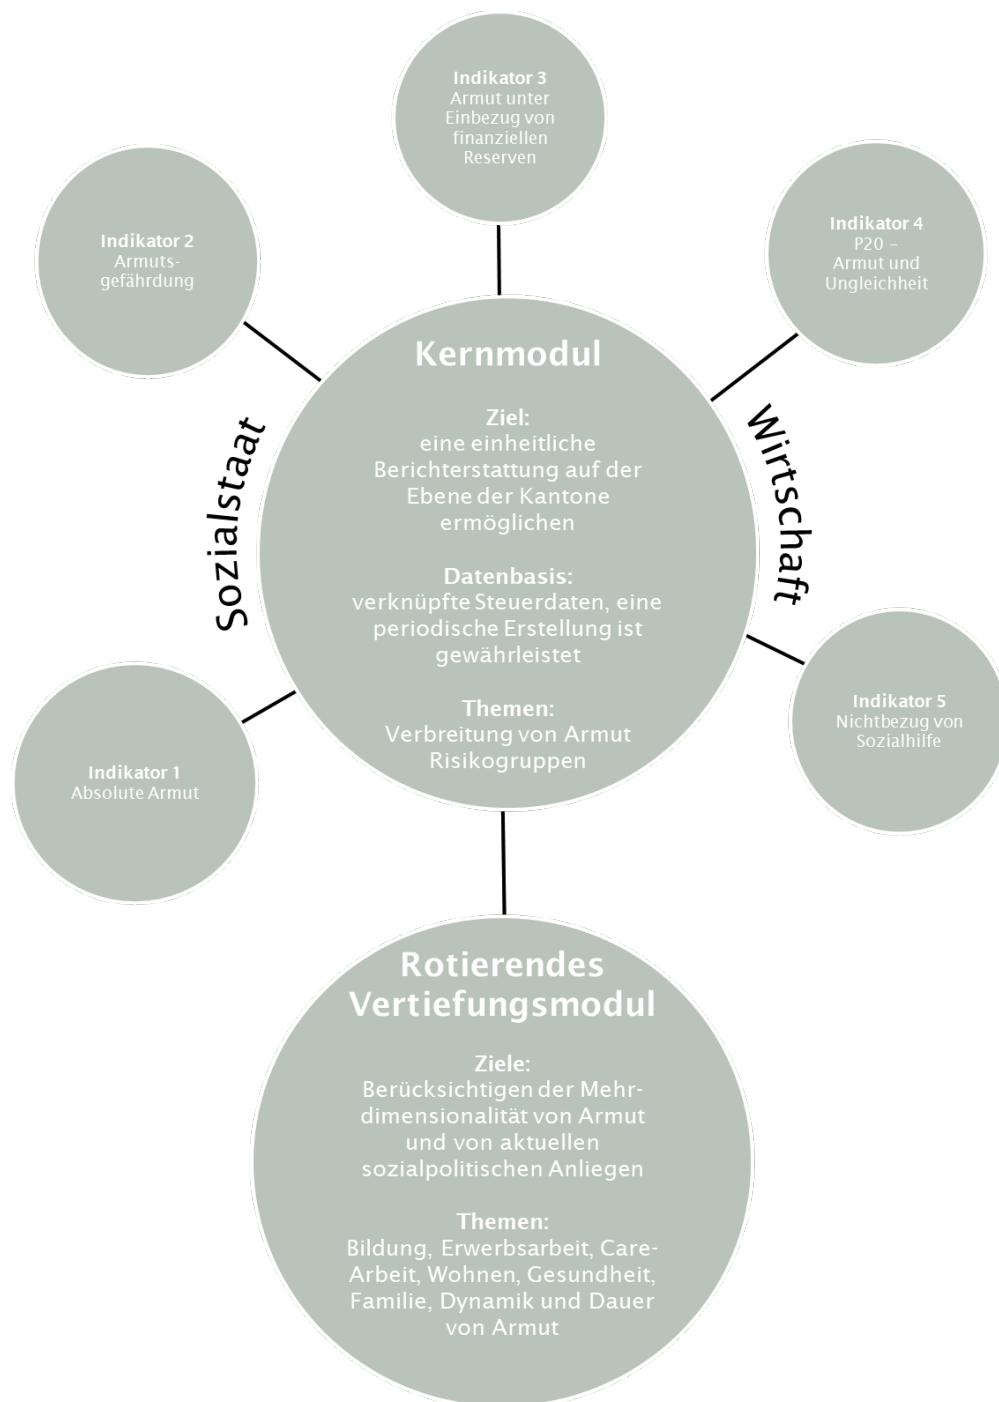 Indikator 3
Armut unter
Einbezug von
finanziellen
Reserven
Indikator 2
Armuts-
gefährdung
Indikator 4
P20 –
Armut und
Ungleichheit
Kernmodul
Ziel:
eine einheitliche
Berichterstattung auf der
Ebene der Kantone
ermöglichen
Datenbasis:
verknüpfte Steuerdaten, eine
periodische Erstellung ist
gewährleistet
Themen:
Verbreitung von Armut
Risikogruppen
Sozialstaat
Wirtschaft
Indikator 1
Absolute Armut
Indikator 5
Nichtbezug von
Sozialhilfe
Rotierendes
Vertiefungsmodul
Ziele:
Berücksichtigen der Mehr-
dimensionalität von Armut
und von aktuellen
sozialpolitischen Anliegen
Themen:
Bildung, Erwerbsarbeit, Care-
Arbeit, Wohnen, Gesundheit,
Familie, Dynamik und Dauer
von Armut